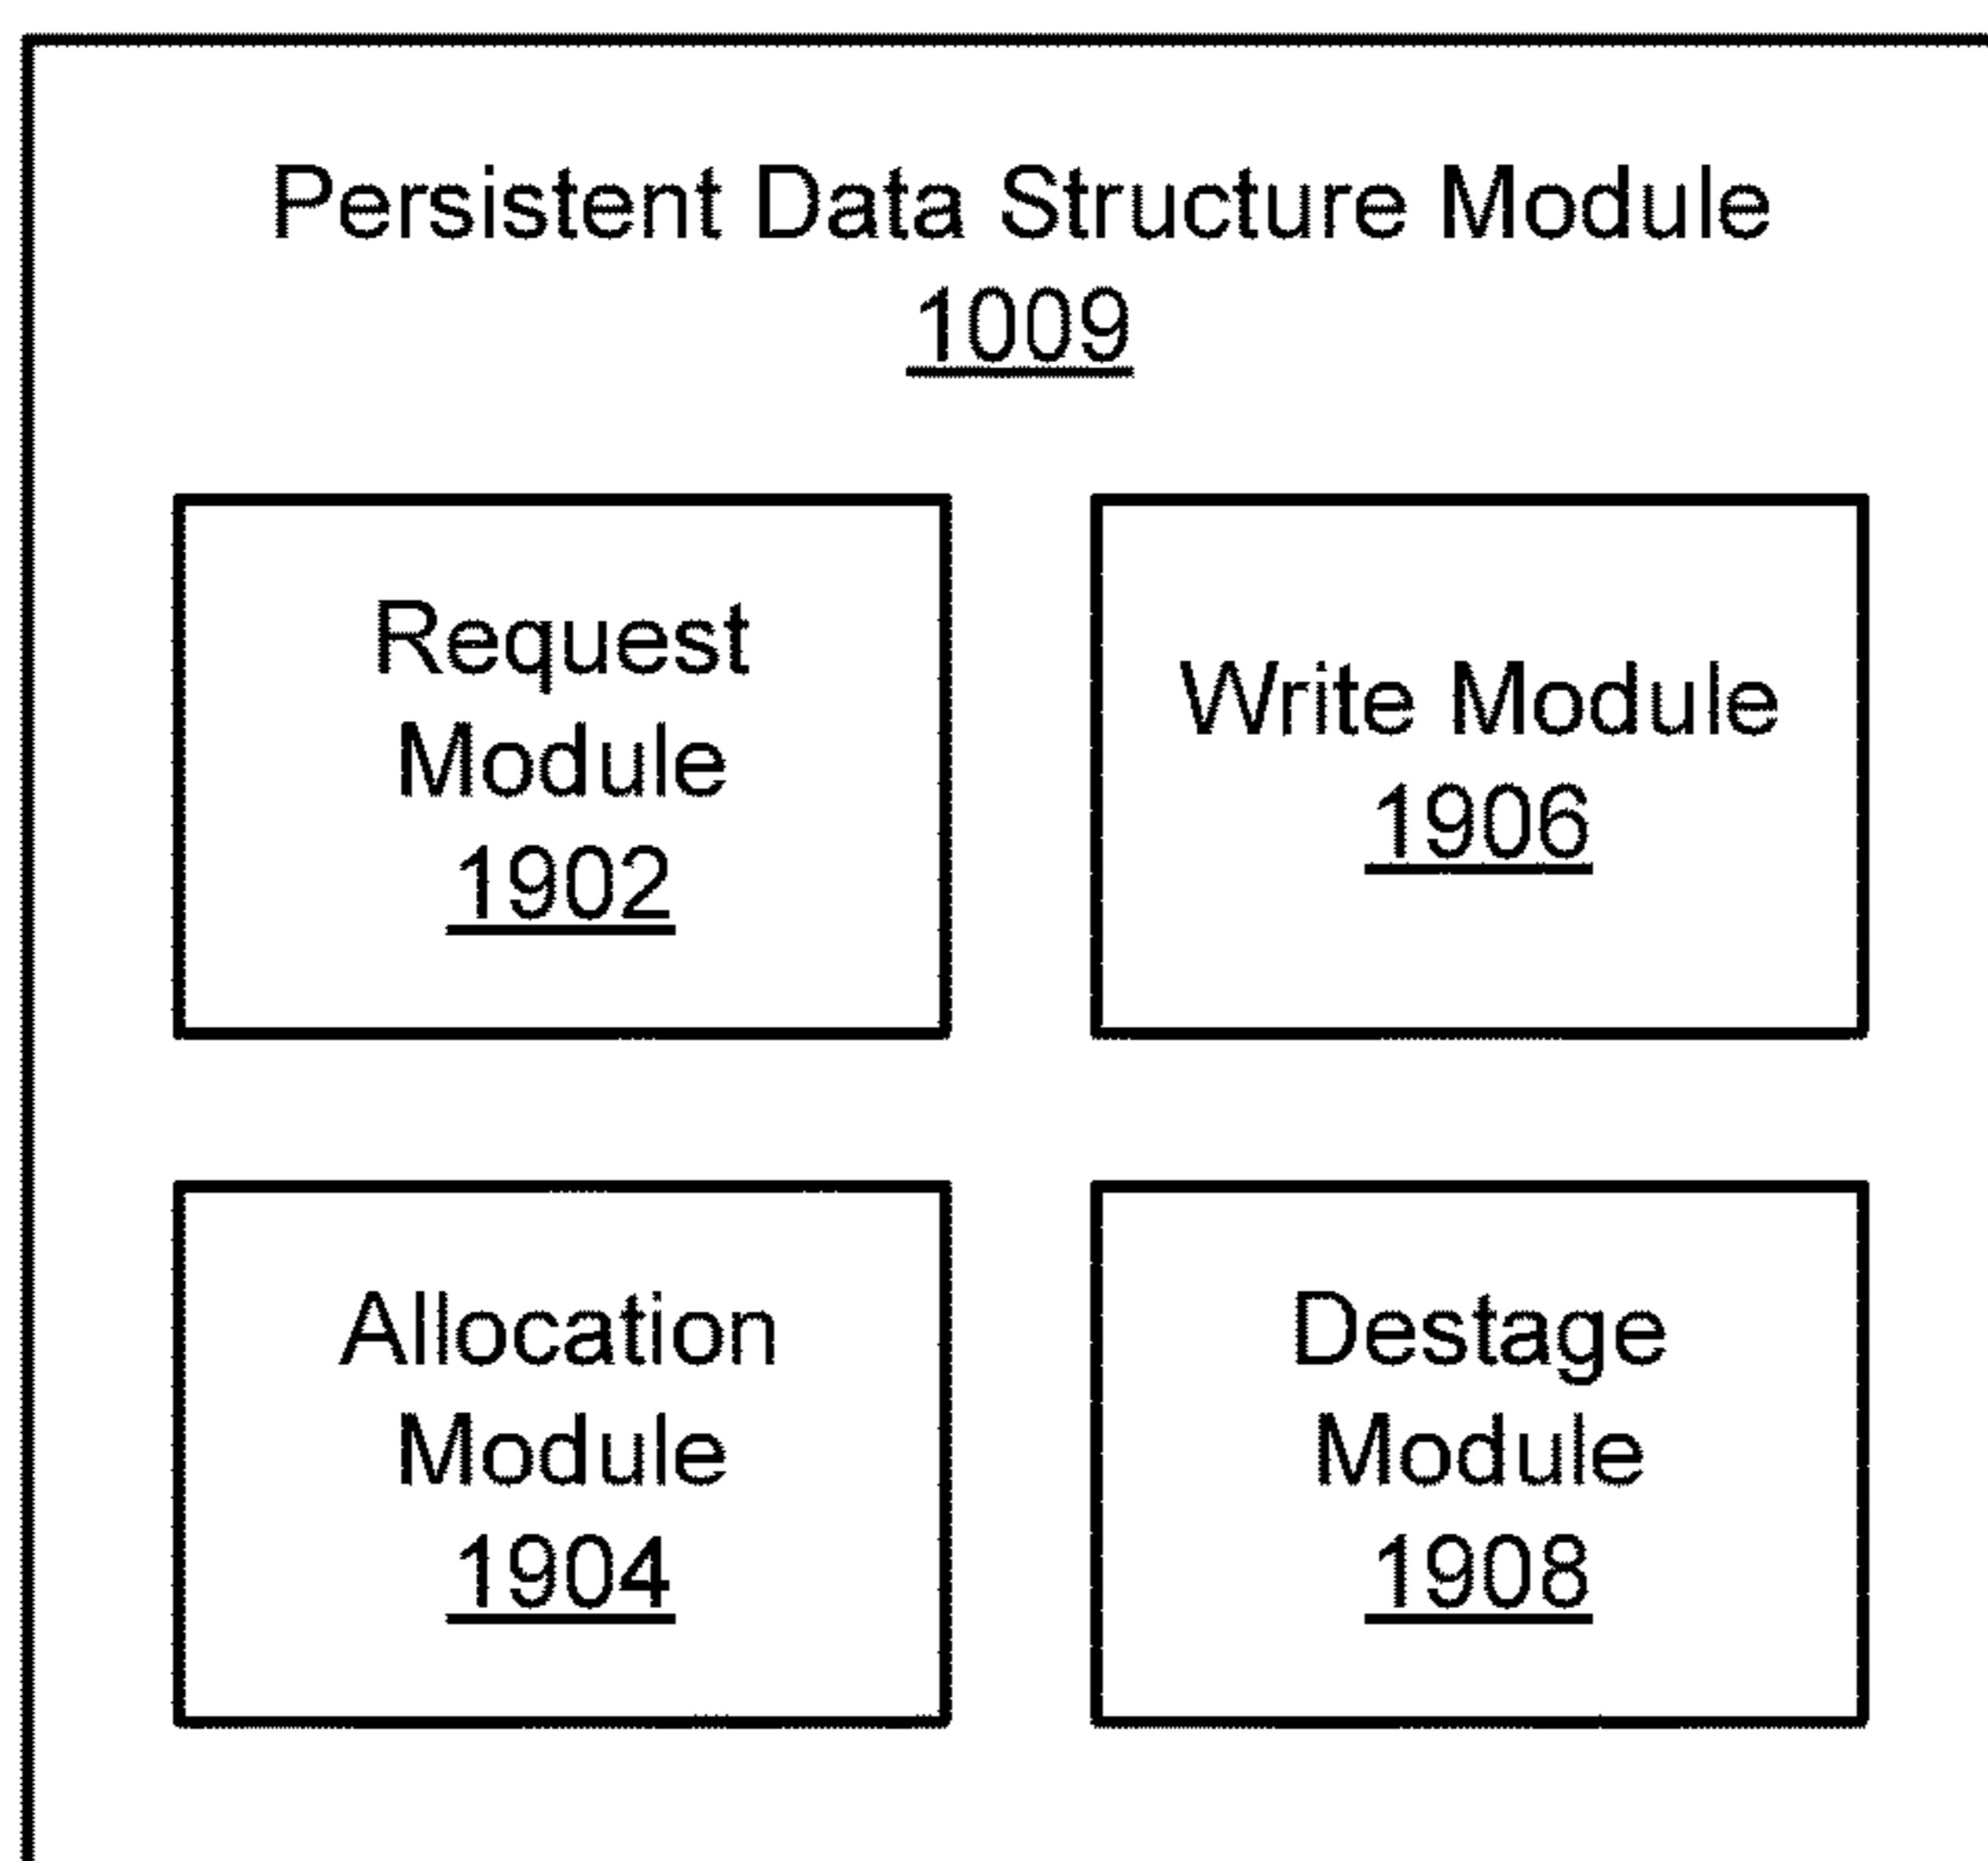 Persistent Data Structure Module
1009
Request
Module
1902
Write Module
1906
Allocation
Module
1904
Destage
Module
1908